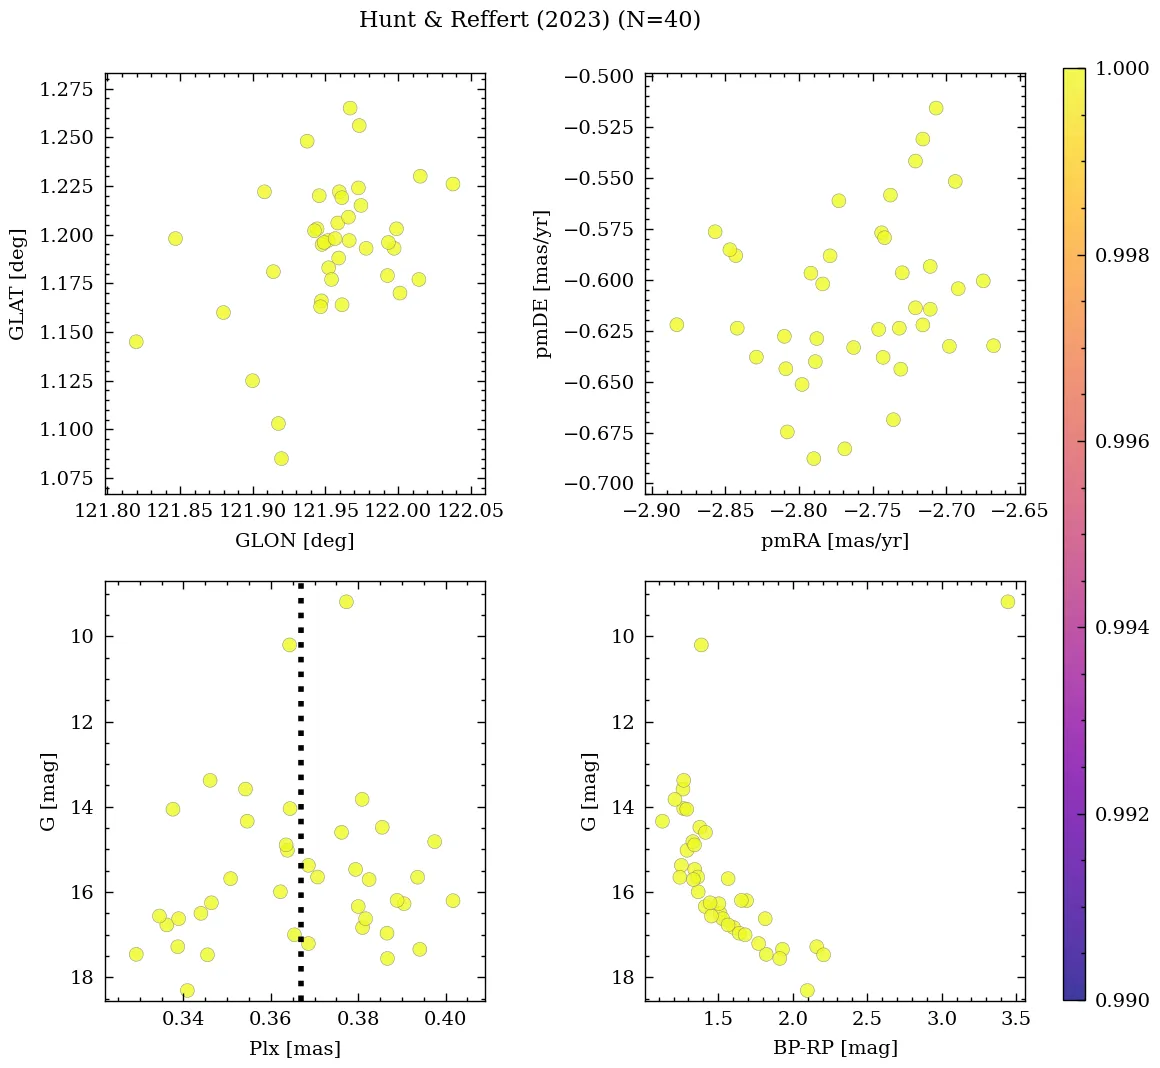 Hunt & Reffert (2023) (N=40)
1.275
1.250
1.225
1.200
1.175
1.150
1.125
1.100
1.075
GLAT [deg]
121.80 121.85 121.90 121.95 122.00 122.05
GLON [deg]
−0.500
−0.525
−0.550
−0.575
−0.600
−0.625
−0.650
−0.675
−0.700
pmDE [mas/yr]
−2.90 −2.85 −2.80 −2.75 −2.70 −2.65
pmRA [mas/yr]
10
12
14
16
18
G [mag]
0.34 0.36 0.38 0.40
Plx [mas]
10
12
14
16
18
G [mag]
1.5 2.0 2.5 3.0 3.5
BP-RP [mag]
1.000
0.998
0.996
0.994
0.992
0.990